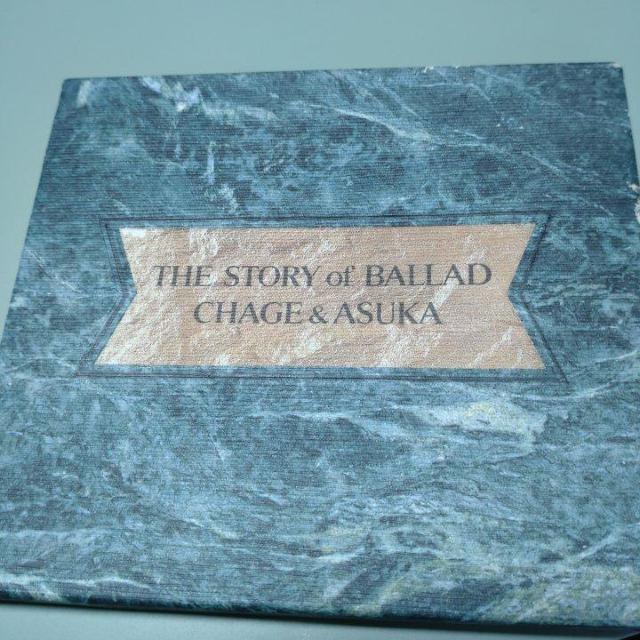 THE STORY of BALLAD
CHAGE & ASUKA